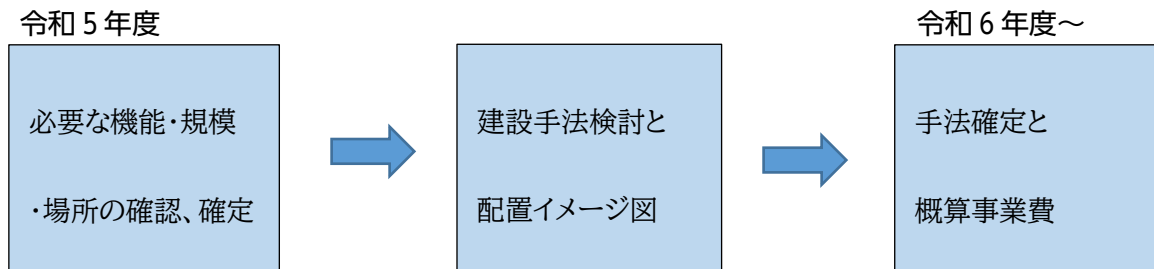 令和５年度
必要な機能・規模
・場所の確認、確定
建設手法検討と
配置イメージ図
令和６年度～
手法確定と
概算事業費